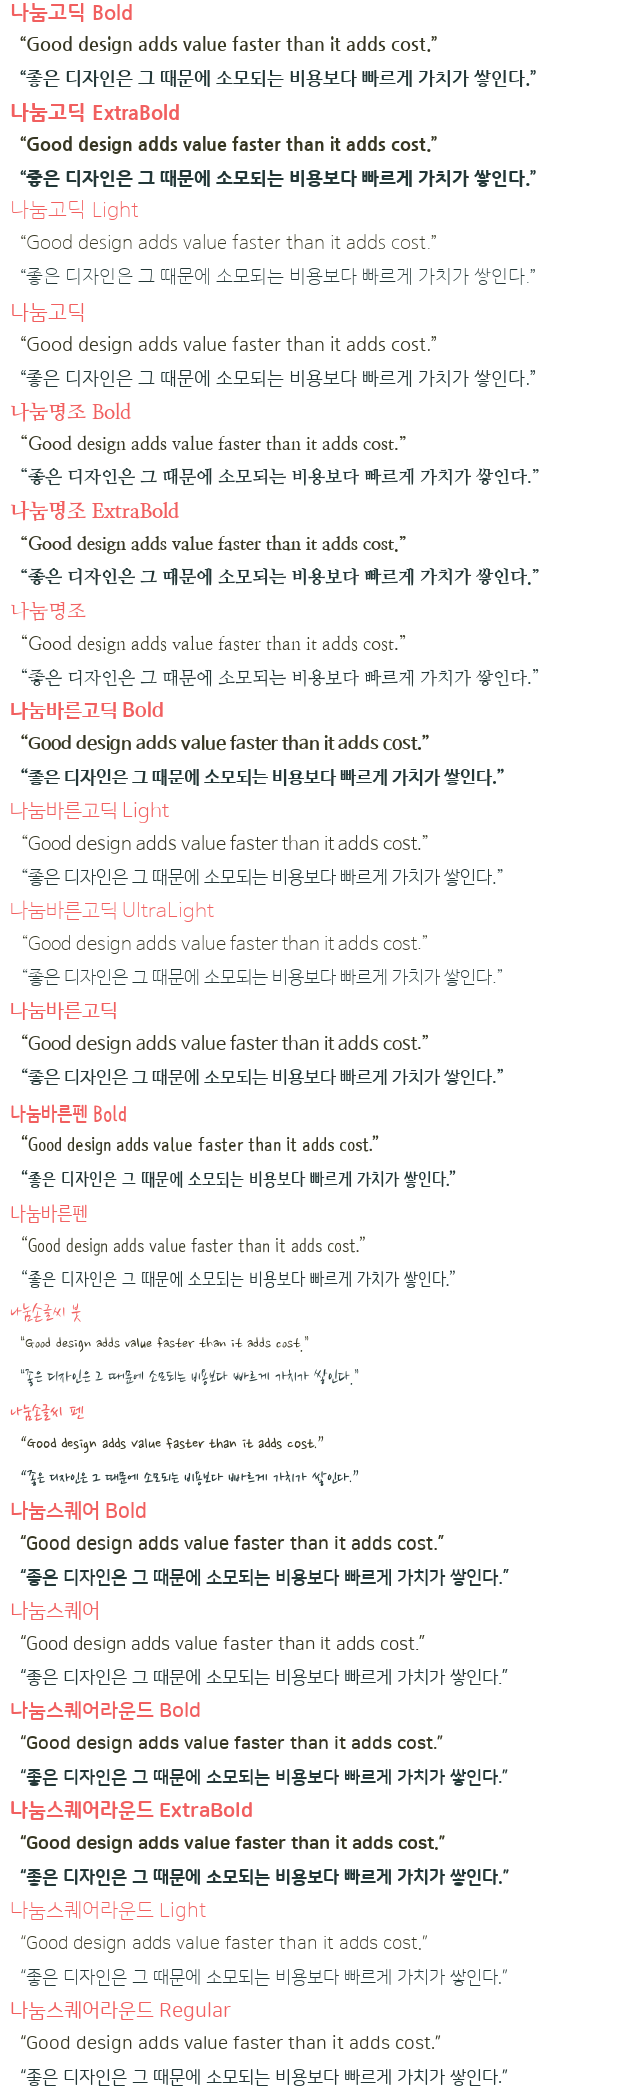 나눔고딕 Bold
“Good design adds value faster than it adds cost.”
“좋은 디자인은 그 때문에 소모되는 비용보다 빠르게 가치가 쌓인다.”
나눔고딕 ExtraBold
“Good design adds value faster than it adds cost.”
“좋은 디자인은 그 때문에 소모되는 비용보다 빠르게 가치가 쌓인다.”
나눔고딕 Light
“Good design adds value faster than it adds cost.”
“좋은 디자인은 그 때문에 소모되는 비용보다 빠르게 가치가 쌓인다.”
나눔고딕
“Good design adds value faster than it adds cost.”
“좋은 디자인은 그 때문에 소모되는 비용보다 빠르게 가치가 쌓인다.”
나눔명조 Bold
“Good design adds value faster than it adds cost.”
“좋은 디자인은 그 때문에 소모되는 비용보다 빠르게 가치가 쌓인다.”
나눔명조 ExtraBold
“Good design adds value faster than it adds cost.”
“좋은 디자인은 그 때문에 소모되는 비용보다 빠르게 가치가 쌓인다.”
나눔명조
“Good design adds value faster than it adds cost.”
“좋은 디자인은 그 때문에 소모되는 비용보다 빠르게 가치가 쌓인다.”
나눔바른고딕 Bold
“Good design adds value faster than it adds cost.”
“좋은 디자인은 그 때문에 소모되는 비용보다 빠르게 가치가 쌓인다.”
나눔바른고딕 Light
“Good design adds value faster than it adds cost.”
“좋은 디자인은 그 때문에 소모되는 비용보다 빠르게 가치가 쌓인다.”
나눔바른고딕 UltraLight
“Good design adds value faster than it adds cost.”
“좋은 디자인은 그 때문에 소모되는 비용보다 빠르게 가치가 쌓인다.”
나눔바른고딕
“Good design adds value faster than it adds cost.”
“좋은 디자인은 그 때문에 소모되는 비용보다 빠르게 가치가 쌓인다.”
나눔바른펜 Bold
“Good design adds value faster than it adds cost.”
“좋은 디자인은 그 때문에 소모되는 비용보다 빠르게 가치가 쌓인다.”
나눔바른펜
“Good design adds value faster than it adds cost.”
“좋은 디자인은 그 때문에 소모되는 비용보다 빠르게 가치가 쌓인다.”
나눔손글씨 붓
“Good design adds value faster than it adds cost.”
“좋은 디자인은 그 때문에 소모되는 비용보다 빠르게 가치가 쌓인다.”
나눔손글씨 펜
“Good design adds value faster than it adds cost.”
“좋은 디자인은 그 때문에 소모되는 비용보다 빠르게 가치가 쌓인다.”
나눔스퀘어 Bold
“Good design adds value faster than it adds cost.”
“좋은 디자인은 그 때문에 소모되는 비용보다 빠르게 가치가 쌓인다.”
나눔스퀘어
“Good design adds value faster than it adds cost.”
“좋은 디자인은 그 때문에 소모되는 비용보다 빠르게 가치가 쌓인다.”
나눔스퀘어라운드 Bold
“Good design adds value faster than it adds cost.”
“좋은 디자인은 그 때문에 소모되는 비용보다 빠르게 가치가 쌓인다.”
나눔스퀘어라운드 ExtraBold
“Good design adds value faster than it adds cost.”
“좋은 디자인은 그 때문에 소모되는 비용보다 빠르게 가치가 쌓인다.”
나눔스퀘어라운드 Light
“Good design adds value faster than it adds cost.”
“좋은 디자인은 그 때문에 소모되는 비용보다 빠르게 가치가 쌓인다.”
나눔스퀘어라운드 Regular
“Good design adds value faster than it adds cost.”
“좋은 디자인은 그 때문에 소모되는 비용보다 빠르게 가치가 쌓인다.”